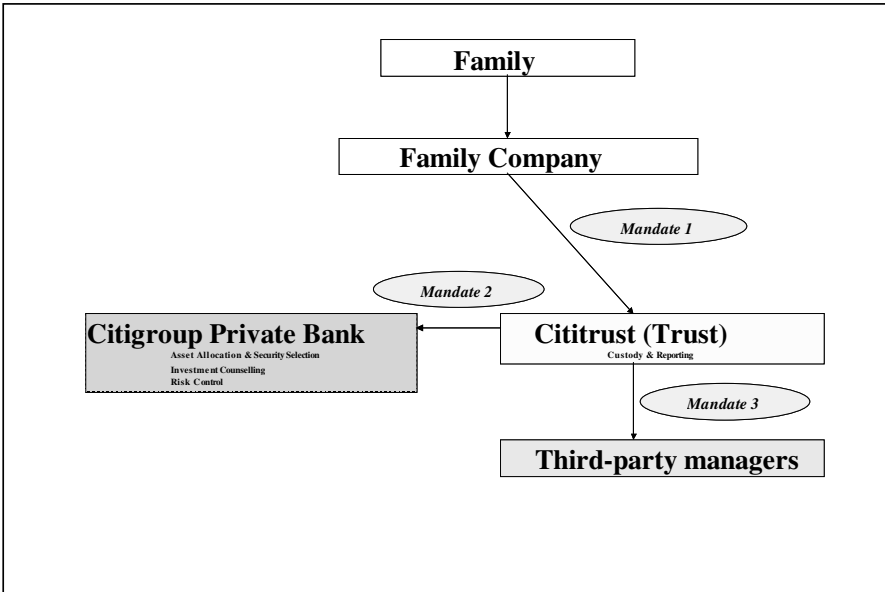 Family
Family Company
Mandate 1
Mandate 2
Citigroup Private Bank
Asset Allocation & Security Selection
Investment Counselling
Risk Control
Cititrust (Trust)
Custody & Reporting
Mandate 3
Third-party managers